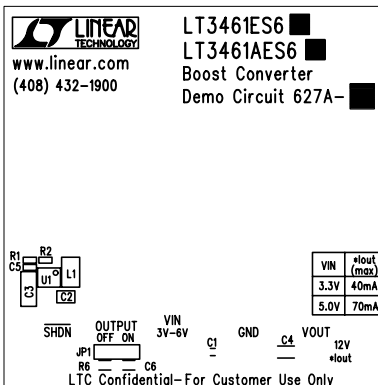 LT LINEAR
TECHNOLOGY
www.linear.com
(408) 432-1900
LT3461ES6
LT3461AES6
Boost Converter
Demo Circuit 627A-
R1 R2
C5
U1 L1
C3 C2
VIN *Iout (max)
3.3V 40mA
5.0V 70mA
SHDN
OUTPUT
OFF ON
JP1
R6 C6
VIN
3V-6V
C1
GND
C4
VOUT
12V
*Iout
LTC Confidential-For Customer Use Only